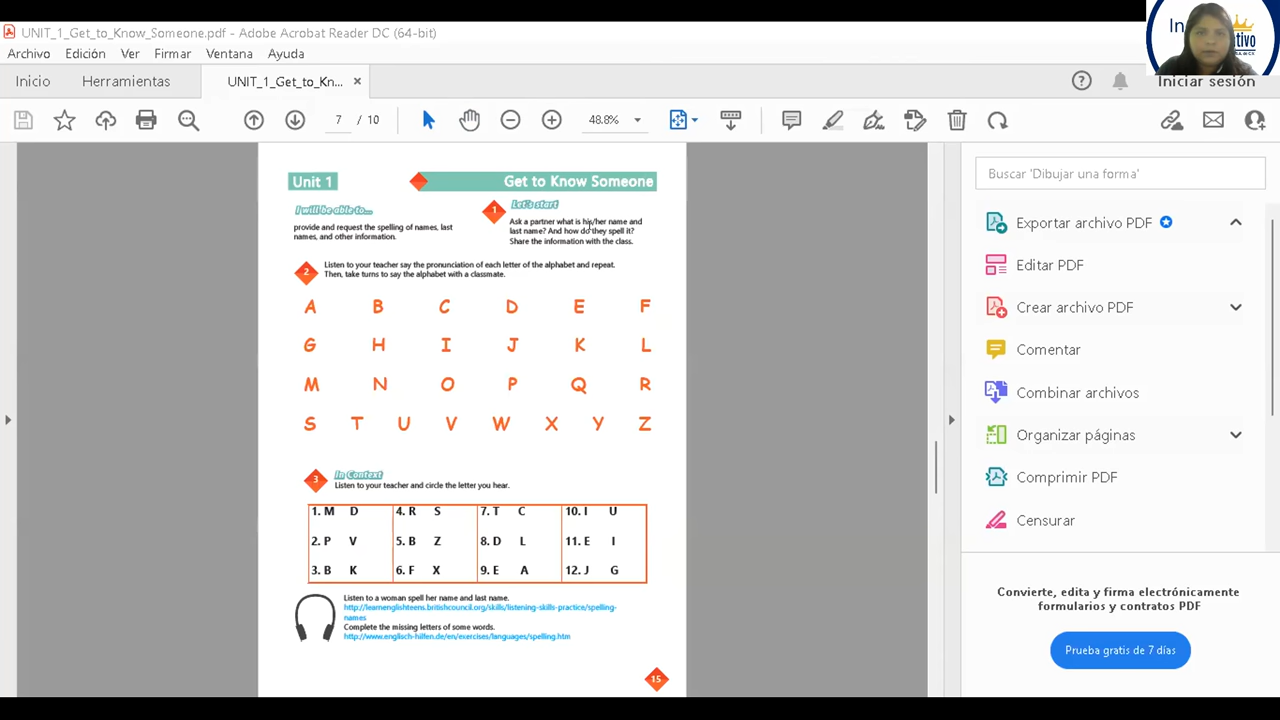 UNIT_1_Get_to_Know_Someone.pdf - Adobe Acrobat Reader DC (64-bit)
Archivo Edición Ver Firmar Ventana Ayuda
Inicio Herramientas UNIT_1_Get_to_Kn... × Iniciar sesión
7 / 10 48.8%
Unit 1 Get to Know Someone
I will be able to...
provide and request the spelling of names, last
names, and other information.
1 Let's start
Ask a partner what is his/her name and
last name? And how do they spell it?
Share the information with the class.
2 Listen to your teacher say the pronunciation of each letter of the alphabet and repeat.
Then, take turns to say the alphabet with a classmate.
A B C D E F
G H I J K L
M N O P Q R
S T U V W X Y Z
3 In Context
Listen to your teacher and circle the letter you hear.
1. M D 4. R S 7. T C 10. I U
2. P V 5. B Z 8. D L 11. E I
3. B K 6. F X 9. E A 12. J G
Listen to a woman spell her name and last name.
http://learnenglishteens.britishcouncil.org/skills/listening-skills-practice/spelling-
names
Complete the missing letters of some words.
http://www.englisch-hilfen.de/en/exercises/languages/spelling.htm
15
Buscar 'Dibujar una forma'
Exportar archivo PDF
Editar PDF
Crear archivo PDF
Comentar
Combinar archivos
Organizar páginas
Comprimir PDF
Censurar
Convierte, edita y firma electrónicamente
formularios y contratos PDF
Prueba gratis de 7 días